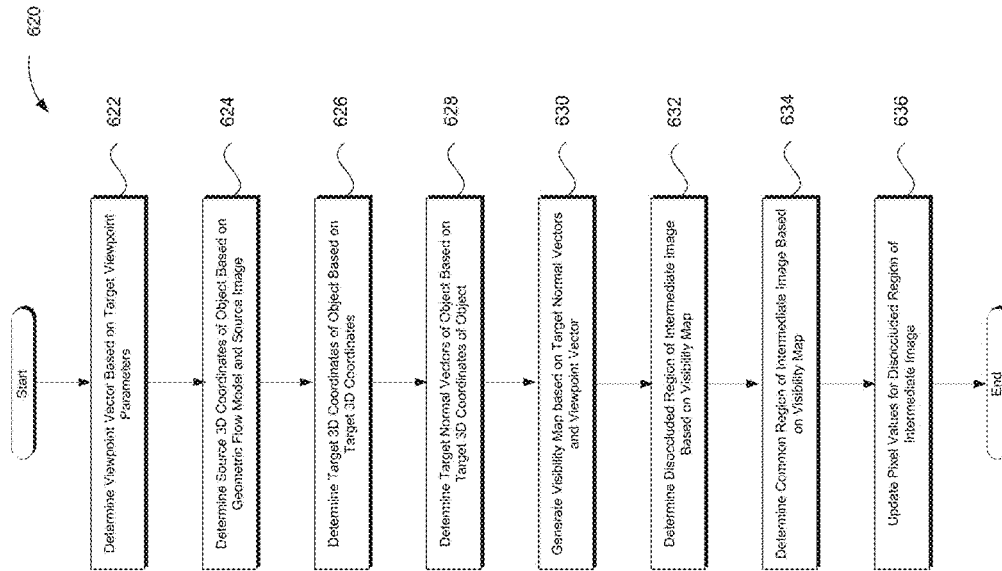 620
Start
Determine Viewpoint Vector Based on Target Viewpoint
Parameters
622
Determine Source 3D Coordinates of Object Based on
Geometric Flow Model and Source Image
624
Determine Target 3D Coordinates of Object Based on
Target 3D Coordinates
626
Determine Target Normal Vectors of Object Based on
Target 3D Coordinates of Object
628
Generate Visibility Map based on Target Normal Vectors
and Viewpoint Vector
630
Determine Disoccluded Region of Intermediate Image
Based on Visibility Map
632
Determine Common Region of Intermediate Image Based
on Visibility Map
634
Update Pixel Values for Disoccluded Region of
Intermediate Image
636
End